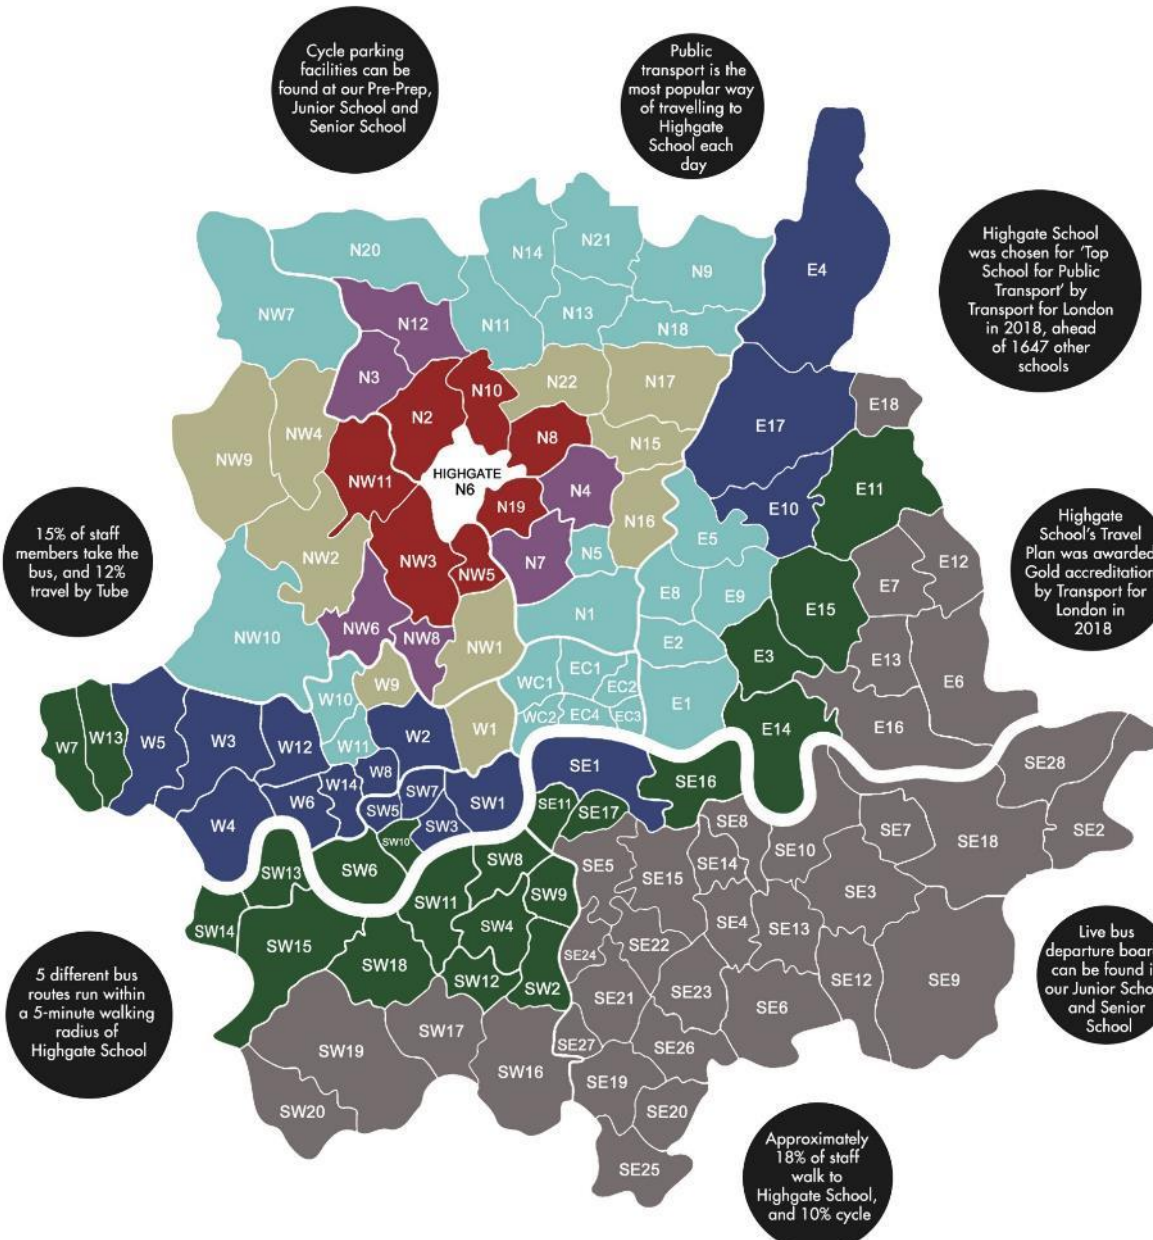 Cycle parking
facilities can be
found at our Pre-Prep,
Junior School and
Senior School
Public
transport is the
most popular way
of travelling to
Highgate
School each
day
Highgate School
was chosen for ‘Top
School for Public
Transport’ by
Transport for London
in 2018, ahead
of 1647 other
schools
15% of staff
members take the
bus, and 12%
travel by Tube
Highgate
School’s Travel
Plan was awarded
Gold accreditation
by Transport for
London in
2018
5 different bus
routes run within
a 5-minute walking
radius of
Highgate School
Live bus
departure board
can be found i
our Junior Schoo
and Senior
School
Approximately
18% of staff
walk to
Highgate School,
and 10% cycle
N20
N14
N21
N9
E4
NW7
N12
N11
N13
N18
N3
N10
N22
N17
E18
N2
NW4
N8
N15
E17
NW9
HIGHGATE
N6
NW11
N4
N19
N16
E10
E11
NW2
NW3
NW5
N7
N5
E5
E12
E7
NW10
NW6
NW8
NW1
N1
E8
E9
E15
E2
E3
E13
E6
W9
WC1
EC1
EC2
W10
W11
W1
WC2
EC4
EC3
E1
E14
E16
W7
W13
W5
W3
W12
W2
W8
W14
W6
W4
SW7
SW5
SW3
SW1
SE1
SE16
SE28
SE2
SW10
SE11
SE17
SE8
SE7
SE18
SW13
SW6
SW8
SE5
SE14
SE10
SE15
SE3
SW14
SW15
SW11
SW9
SW4
SE4
SE13
SW18
SE24
SE22
SE12
SE9
SW12
SW2
SE21
SE23
SE6
SW17
SW19
SE27
SE26
SW16
SE19
SW20
SE20
SE25